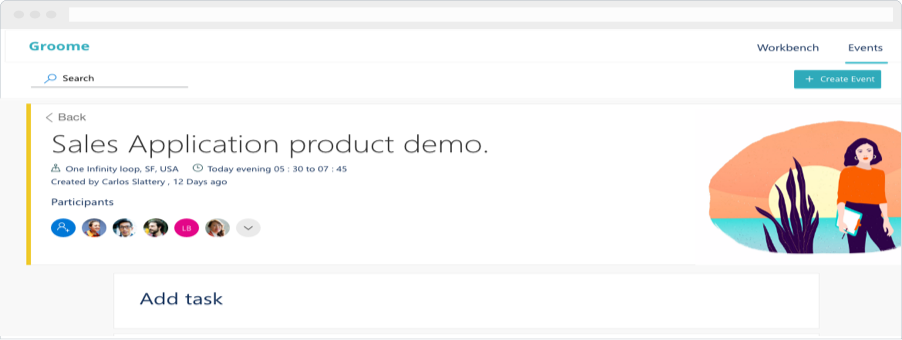 Groome
Workbench Events
Search
+ Create Event
Back
Sales Application product demo.
One Infinity loop, SF, USA Today evening 05 : 30 to 07 : 45
Created by Carlos Slattery , 12 Days ago
Participants
LB
Add task